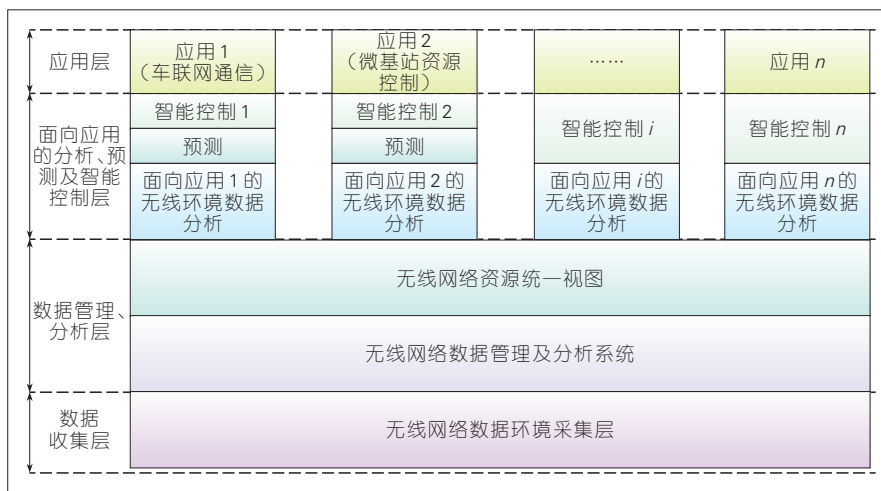 应用层
应用1
（车联网通信）
应用2
（微基站资源
控制）
……
应用n
面向应用
的分析、预
测及智能
控制层
智能控制1
预测
面向应用1的
无线环境数据
分析
智能控制2
预测
面向应用2的
无线环境数据
分析
智能控制i
面向应用i的
无线环境数据
分析
智能控制n
面向应用n的
无线环境数据
分析
数据管理、
分析层
无线网络资源统一视图
无线网络数据管理及分析系统
数据
收集层
无线网络数据环境采集层